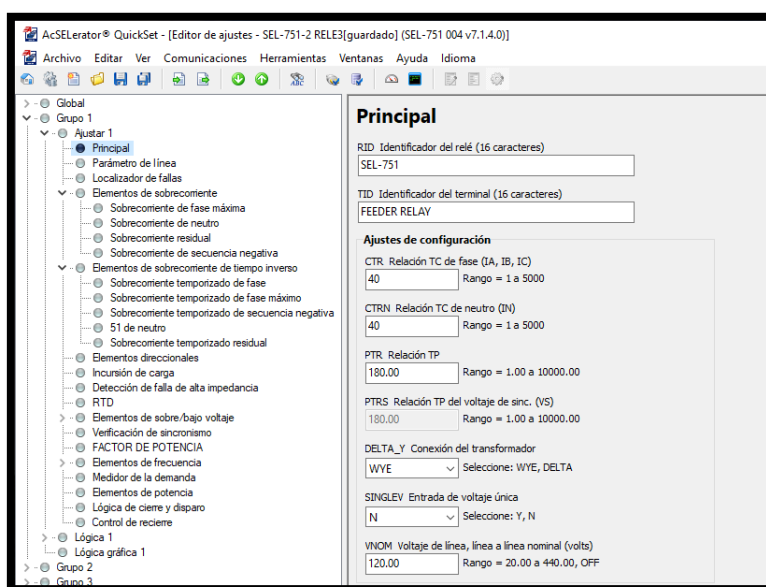 AcSELerator® QuickSet - [Editor de ajustes - SEL-751-2 RELE3[guardado] (SEL-751 004 v7.1.4.0)]
Archivo Editar Ver Comunicaciones Herramientas Ventanas Ayuda Idioma
Global
Grupo 1
Ajustar 1
Principal
Parámetro de línea
Localizador de fallas
Elementos de sobrecorriente
Sobrecorriente de fase máxima
Sobrecorriente de neutro
Sobrecorriente residual
Sobrecorriente de secuencia negativa
Elementos de sobrecorriente de tiempo inverso
Sobrecorriente temporizado de fase
Sobrecorriente temporizado de fase máximo
Sobrecorriente temporizado de secuencia negativa
51 de neutro
Sobrecorriente temporizado residual
Elementos direccionales
Incursión de carga
Detección de falla de alta impedancia
RTD
Elementos de sobre/bajo voltaje
Verificación de sincronismo
FACTOR DE POTENCIA
Elementos de frecuencia
Medidor de la demanda
Elementos de potencia
Lógica de cierre y disparo
Control de recierre
Lógica 1
Lógica gráfica 1
Grupo 2
Grupo 3
Principal
RID Identificador del relé (16 caracteres)
SEL-751
TID Identificador del terminal (16 caracteres)
FEEDER RELAY
Ajustes de configuración
CTR Relación TC de fase (IA, IB, IC)
40 Rango = 1 a 5000
CTRN Relación TC de neutro (IN)
40 Rango = 1 a 5000
PTR Relación TP
180.00 Rango = 1.00 a 10000.00
PTRS Relación TP del voltaje de sinc. (VS)
180.00 Rango = 1.00 a 10000.00
DELTA_Y Conexión del transformador
WYE Seleccione: WYE, DELTA
SINGLEV Entrada de voltaje única
N Seleccione: Y, N
VNOM Voltaje de línea, línea a línea nominal (volts)
120.00 Rango = 20.00 a 440.00, OFF